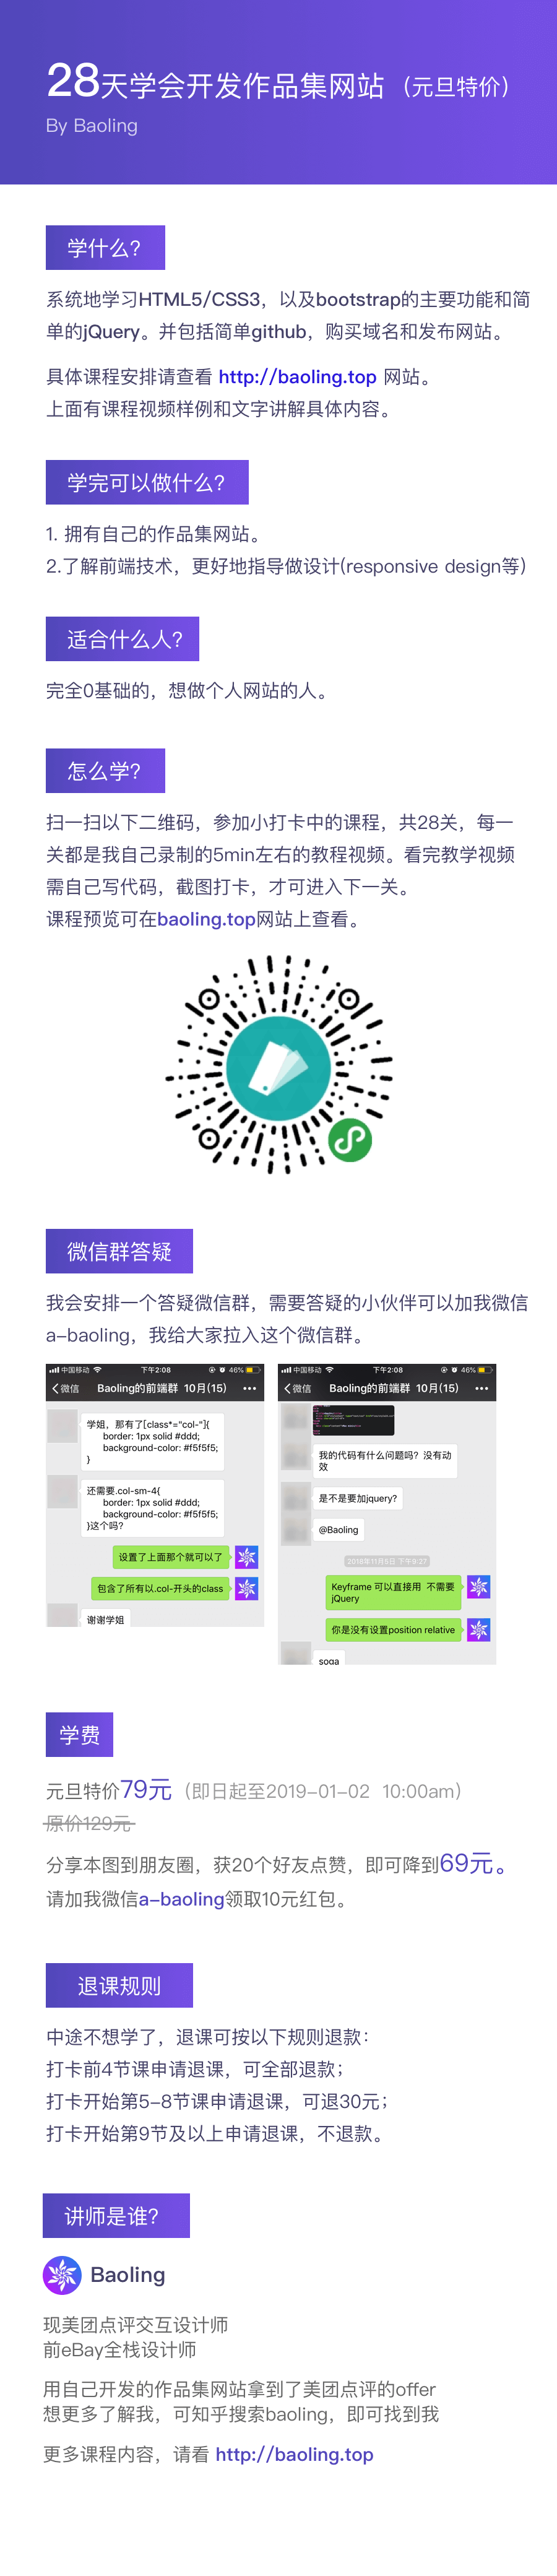 28天学会开发作品集网站（元旦特价）
By Baoling
学什么？
系统地学习HTML5/CSS3，以及bootstrap的主要功能和简
单的jQuery。并包括简单github，购买域名和发布网站。
具体课程安排请查看 http://baoling.top 网站。
上面有课程视频样例和文字讲解具体内容。
学完可以做什么？
1. 拥有自己的作品集网站。
2.了解前端技术，更好地指导做设计(responsive design等)
适合什么人？
完全0基础的，想做个人网站的人。
怎么学？
扫一扫以下二维码，参加小打卡中的课程，共28关，每一
关都是我自己录制的5min左右的教程视频。看完教学视频
需自己写代码，截图打卡，才可进入下一关。
课程预览可在baoling.top网站上查看。
微信群答疑
我会安排一个答疑微信群，需要答疑的小伙伴可以加我微信
a-baoling，我给大家拉入这个微信群。
中国移动 下午2:08 46%
微信 Baoling的前端群 10月(15)
学姐，那有了[class*="col-"]{
border: 1px solid #ddd;
background-color: #f5f5f5;
}
还需要.col-sm-4{
border: 1px solid #ddd;
background-color: #f5f5f5;
}这个吗?
设置了上面那个就可以了
包含了所有以.col-开头的class
谢谢学姐
中国移动 下午2:08 46%
微信 Baoling的前端群 10月(15)
我的代码有什么问题吗? 没有动
效
是不是要加jquery?
@Baoling
2018年11月5日 下午9:27
Keyframe 可以直接用 不需要
jQuery
你是没有设置position relative
soga
学费
元旦特价79元（即日起至2019-01-02 10:00am）
原价129元
分享本图到朋友圈，获20个好友点赞，即可降到69元。
请加我微信a-baoling领取10元红包。
退课规则
中途不想学了，退课可按以下规则退款：
打卡前4节课申请退课，可全部退款；
打卡开始第5-8节课申请退课，可退30元；
打卡开始第9节及以上申请退课，不退款。
讲师是谁？
Baoling
现美团点评交互设计师
前eBay全栈设计师
用自己开发的作品集网站拿到了美团点评的offer
想更多了解我，可知乎搜索baoling，即可找到我
更多课程内容，请看 http://baoling.top